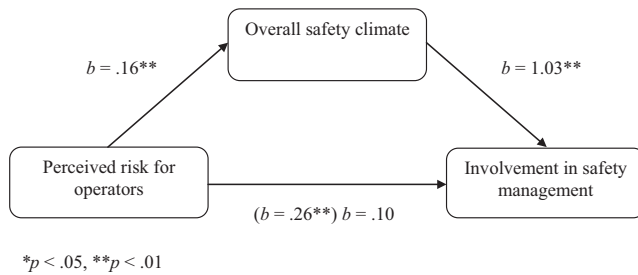 Overall safety climate
b = .16**
b = 1.03**
Perceived risk for
operators
Involvement in safety
management
(b = .26**) b = .10
*p < .05, **p < .01